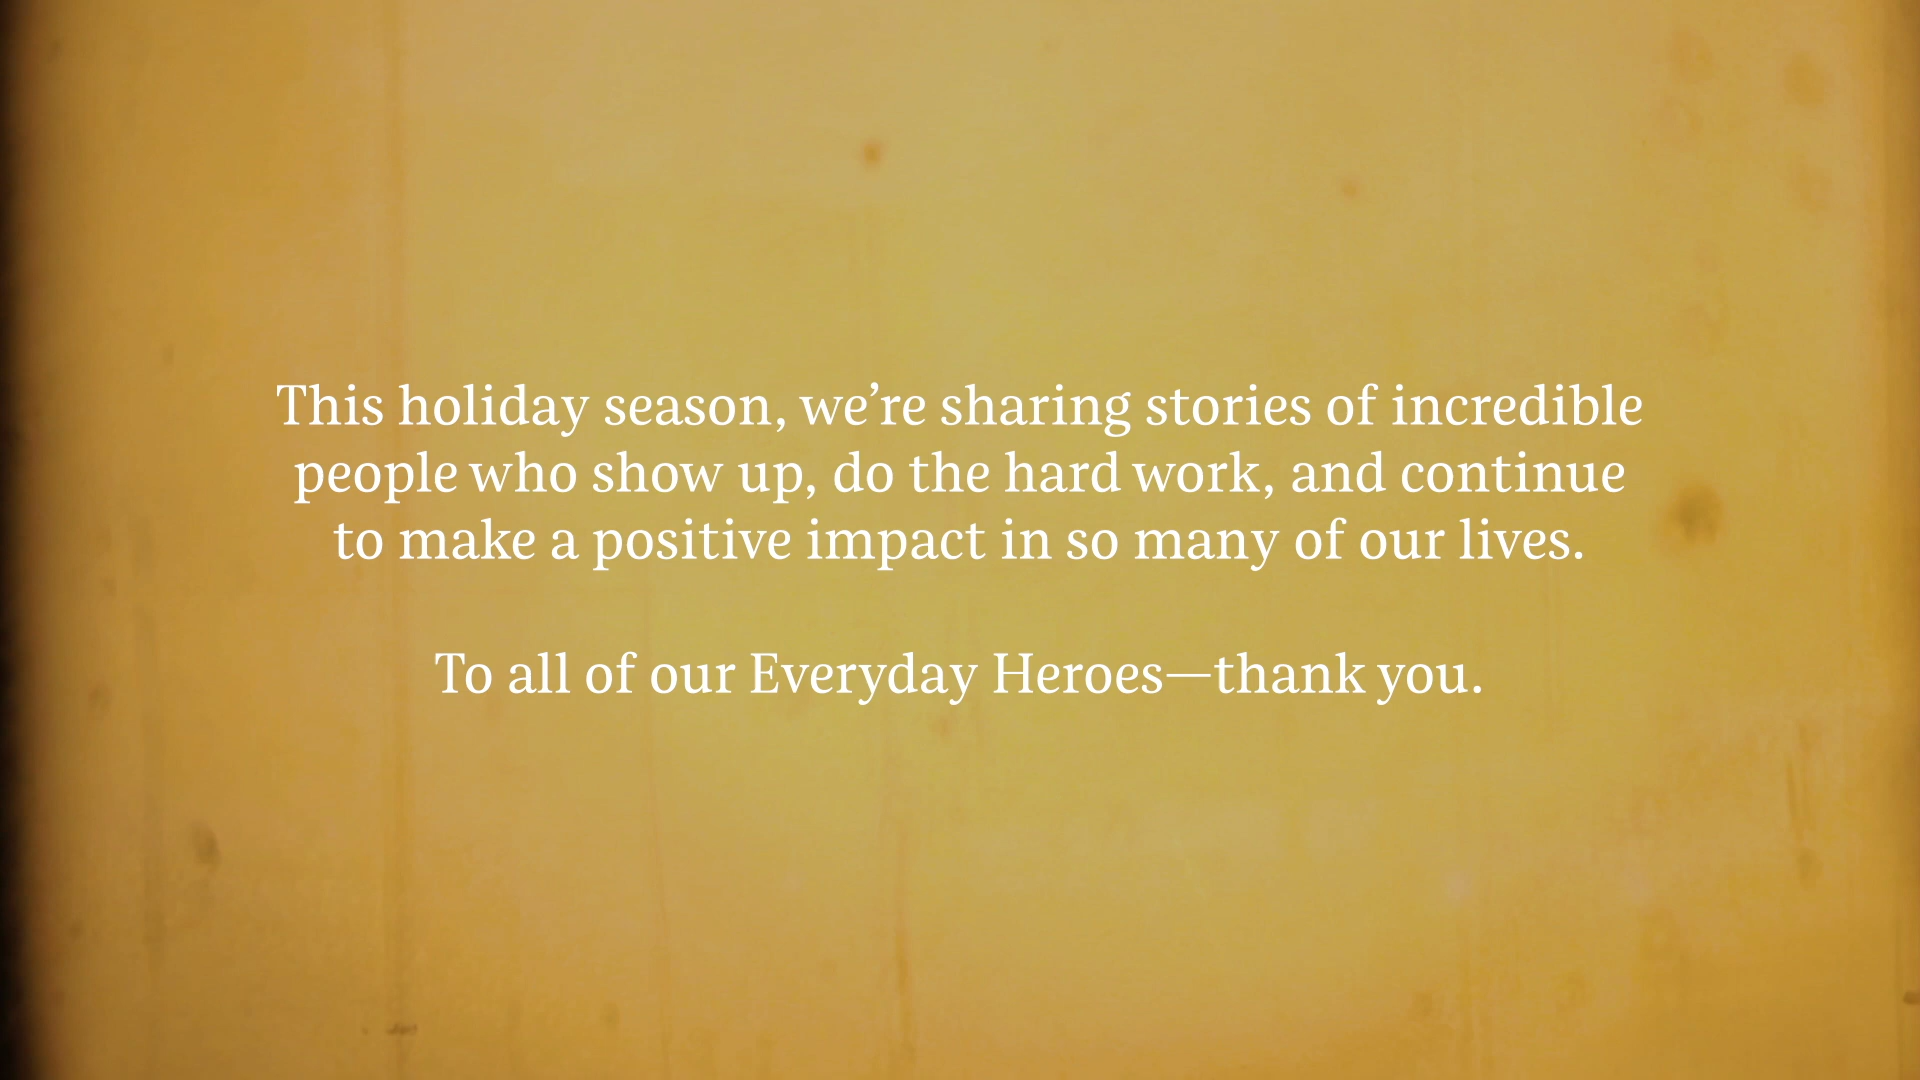 This holiday season, we’re sharing stories of incredible
people who show up, do the hard work, and continue
to make a positive impact in so many of our lives.
To all of our Everyday Heroes—thank you.